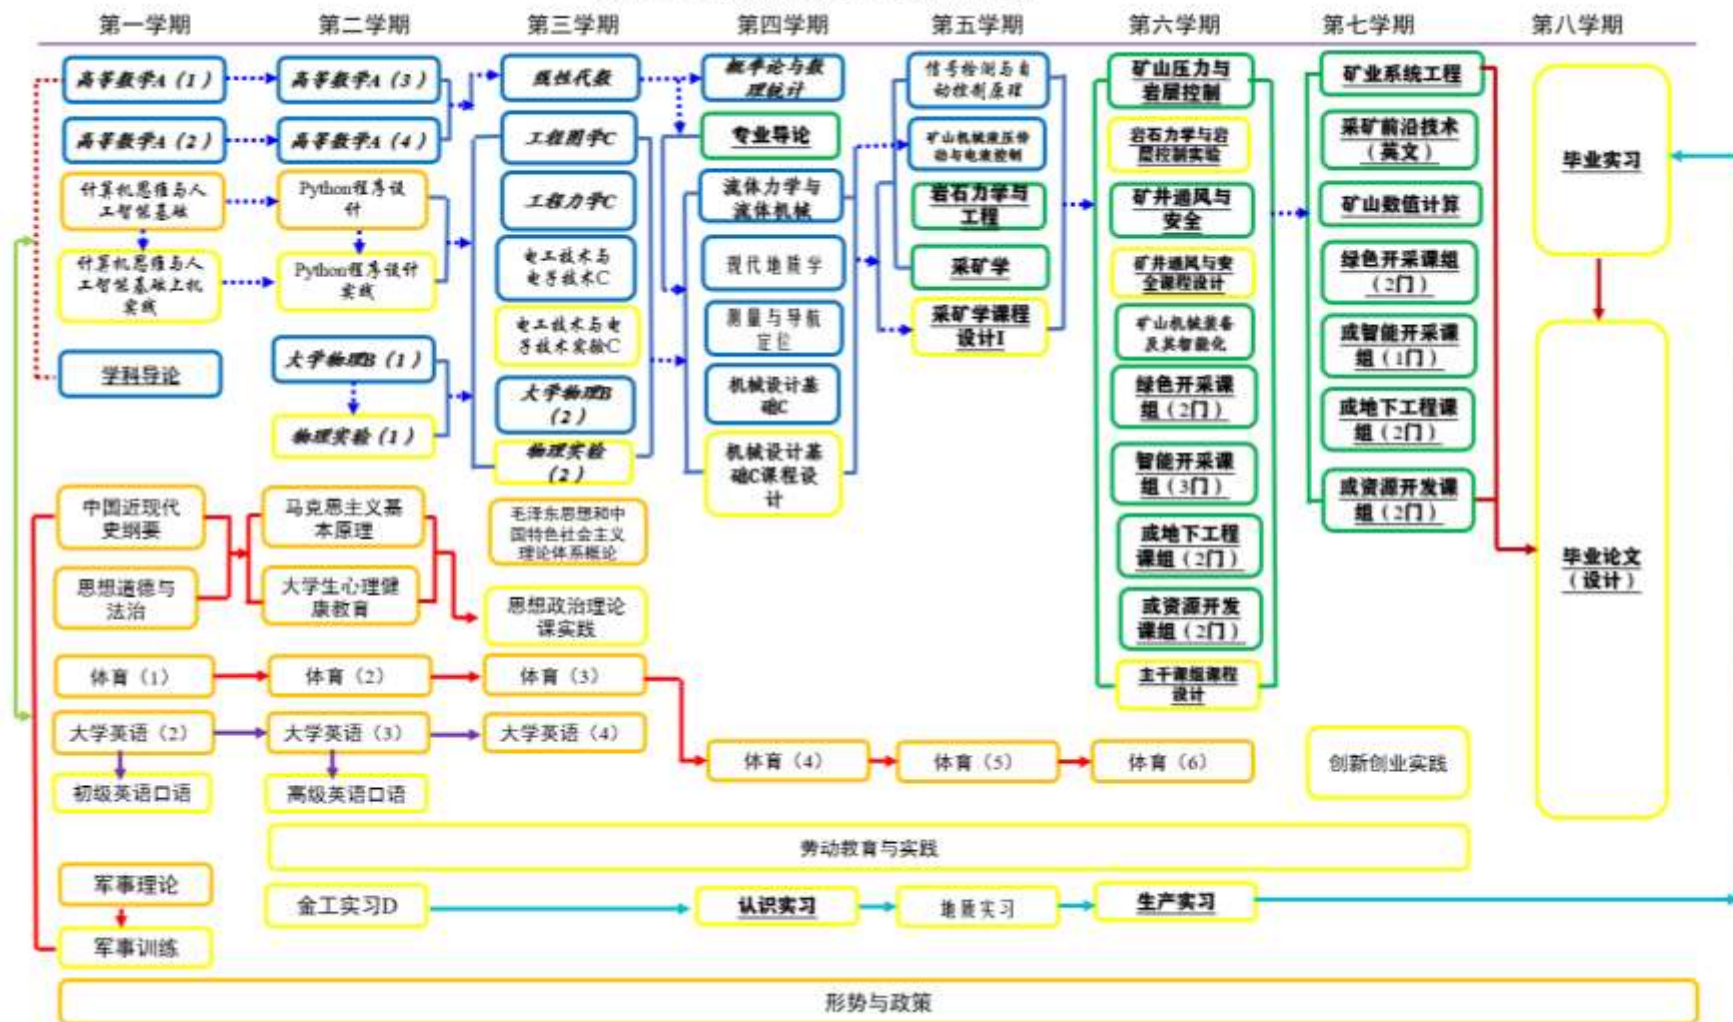 第一学期
第二学期
第三学期
第四学期
第五学期
第六学期
第七学期
第八学期
高等数学A（1）
高等数学A（2）
计算机思维与人
工智能基础
计算机思维与人
工智能基础上机
实践
学科导论
中国近现代
史纲要
思想道德与
法治
体育（1）
大学英语（2）
初级英语口语
军事理论
军事训练
高等数学A（3）
高等数学A（4）
Python程序设
计
Python程序设计
实践
大学物理B（1）
物理实验（1）
马克思主义基
本原理
大学生心理健
康教育
体育（2）
大学英语（3）
高级英语口语
金工实习D
线性代数
工程图学C
工程力学C
电工技术与
电子技术C
电工技术与电
子技术实验C
大学物理B
（2）
物理实验
（2）
毛泽东思想和中
国特色社会主义
理论体系概论
思想政治理论
课实践
体育（3）
大学英语（4）
概率论与数
理统计
专业导论
流体力学与
流体机械
现代地质学
测量与导航
定位
机械设计基
础C
机械设计基
础C课程设
计
体育（4）
认识实习
信号检测与自
动控制原理
矿山机械液压传
动与电液控制
岩石力学与
工程
采矿学
采矿学课程
设计I
体育（5）
地质实习
矿山压力与
岩层控制
岩石力学与岩
层控制实验
矿井通风与
安全
矿井通风与安
全课程设计
矿山机械装备
及其智能化
绿色开采课
组（2门）
智能开采课
组（3门）
或地下工程
课组（2门）
或资源开发
课组（2门）
主干课组课程
设计
体育（6）
生产实习
矿业系统工程
采矿前沿技术
（英文）
矿山数值计算
绿色开采课组
（2门）
或智能开采课
组（1门）
或地下工程课
组（2门）
或资源开发课
组（2门）
创新创业实践
毕业实习
毕业论文
（设计）
劳动教育与实践
形势与政策